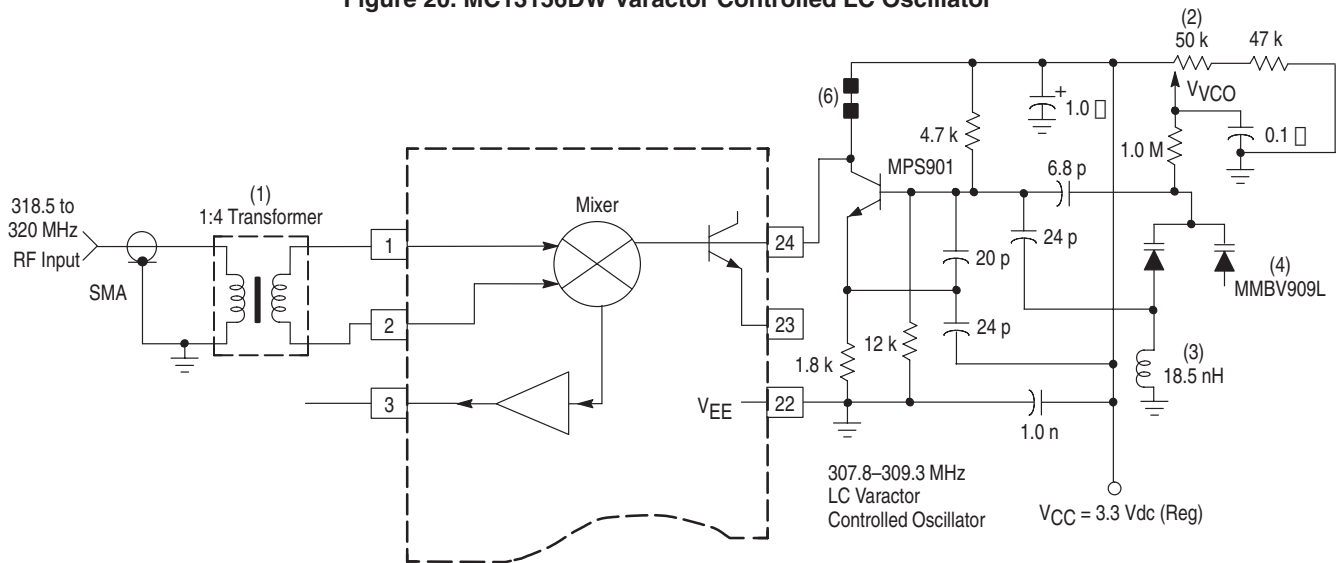 Figure 20. MC13156DW Varactor Controlled LC Oscillator
(2)
50 k
47 k
VVCO
(6)
+
1.0 ▯
0.1 ▯
4.7 k
1.0 M
MPS901
6.8 p
(1)
1:4 Transformer
318.5 to
320 MHz
RF Input
SMA
Mixer
1
2
3
24
23
22
VEE
24 p
20 p
24 p
(4)
MMBV909L
1.8 k
12 k
(3)
18.5 nH
1.0 n
307.8–309.3 MHz
LC Varactor
Controlled Oscillator
VCC = 3.3 Vdc (Reg)